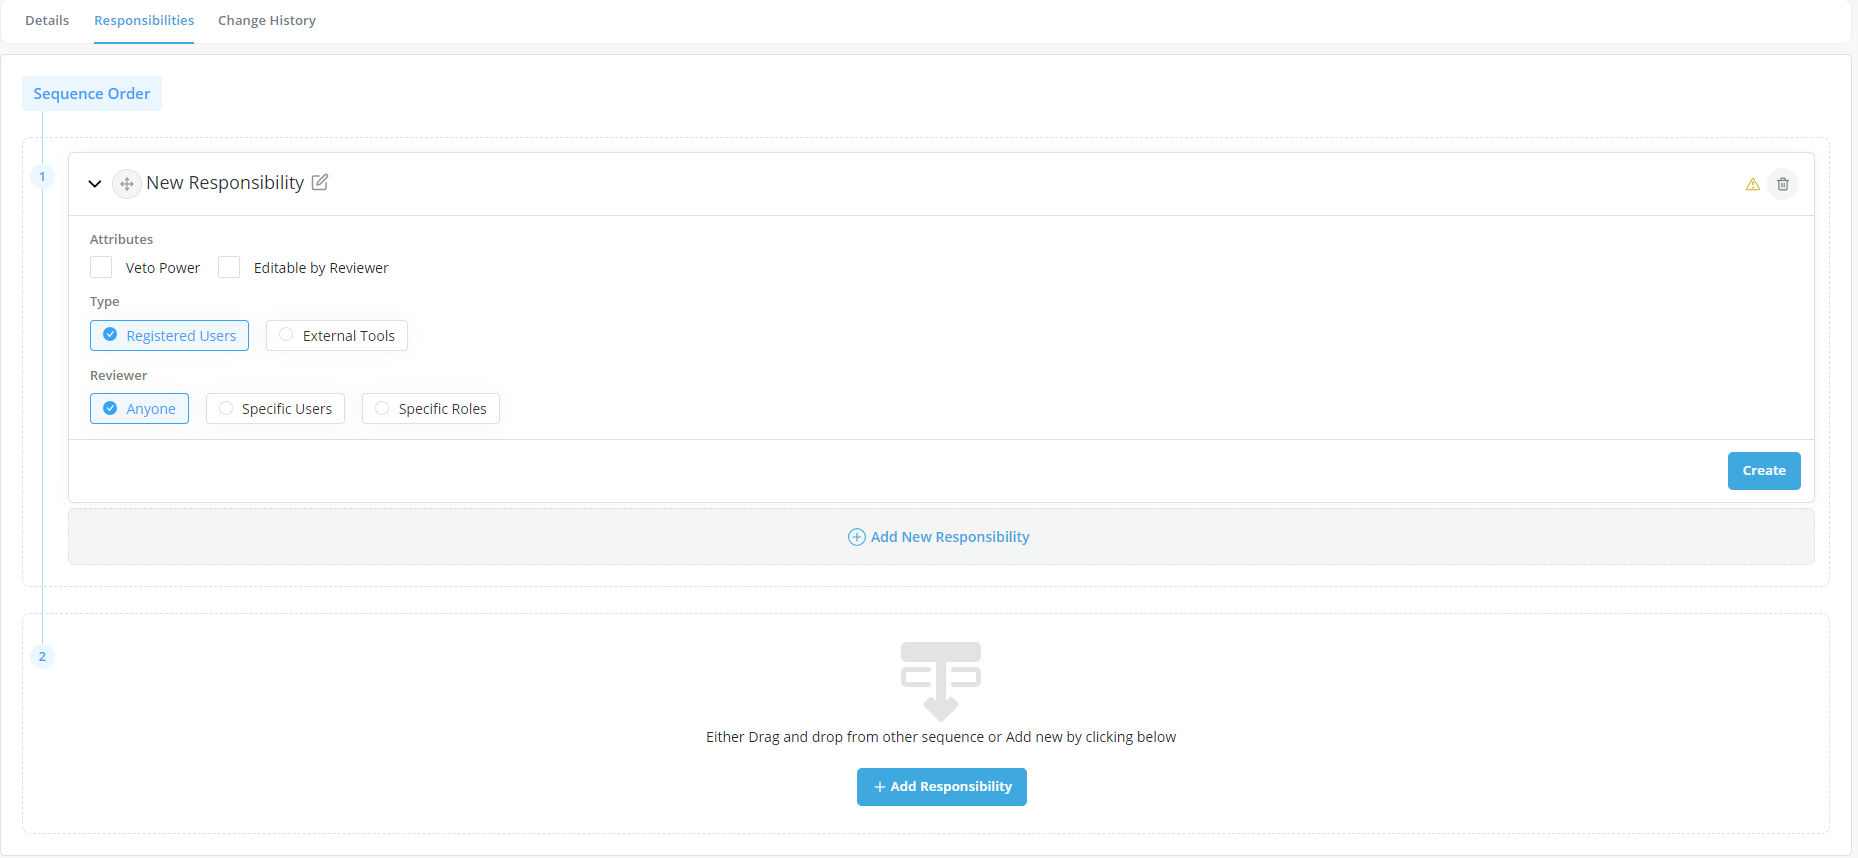 Details Responsibilities Change History
Sequence Order
1
New Responsibility
Attributes
Veto Power Editable by Reviewer
Type
Registered Users External Tools
Reviewer
Anyone Specific Users Specific Roles
Create
Add New Responsibility
2
Either Drag and drop from other sequence or Add new by clicking below
+ Add Responsibility